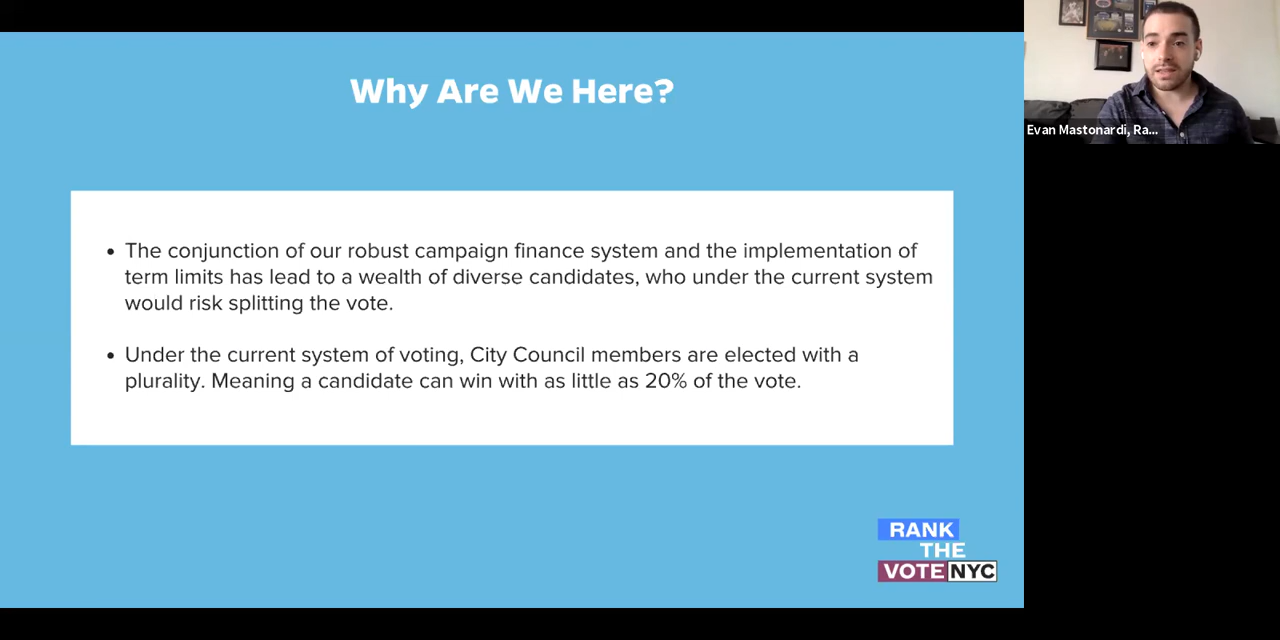 Why Are We Here?
• The conjunction of our robust campaign finance system and the implementation of
term limits has lead to a wealth of diverse candidates, who under the current system
would risk splitting the vote.
• Under the current system of voting, City Council members are elected with a
plurality. Meaning a candidate can win with as little as 20% of the vote.
RANK
THE
VOTE NYC
Evan Mastonardi, Ra...